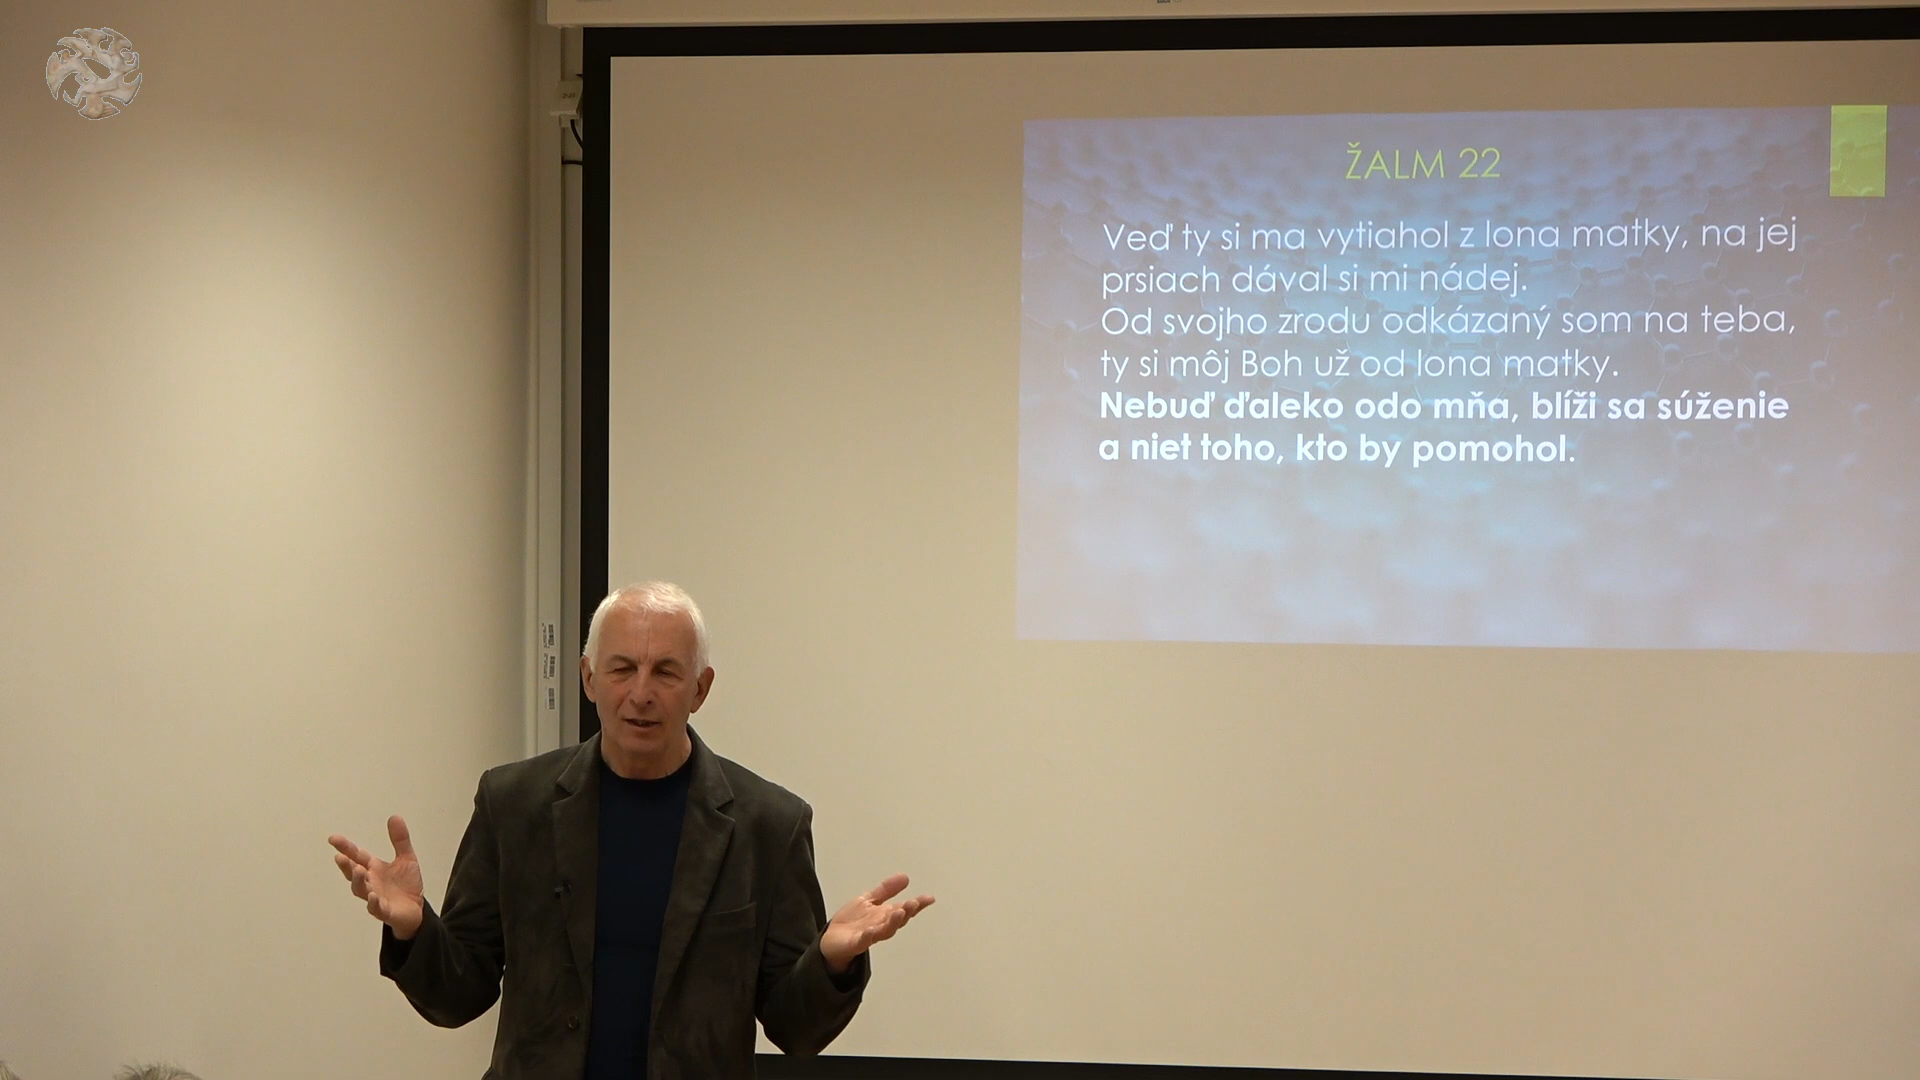 ŽALM 22
Veď ty si ma vytiahol z lona matky, na jej
prsiach dával si mi nádej.
Od svojho zrodu odkázaný som na teba,
ty si môj Boh už od lona matky.
Nebuď ďaleko odo mňa, blíži sa súženie
a niet toho, kto by pomohol.